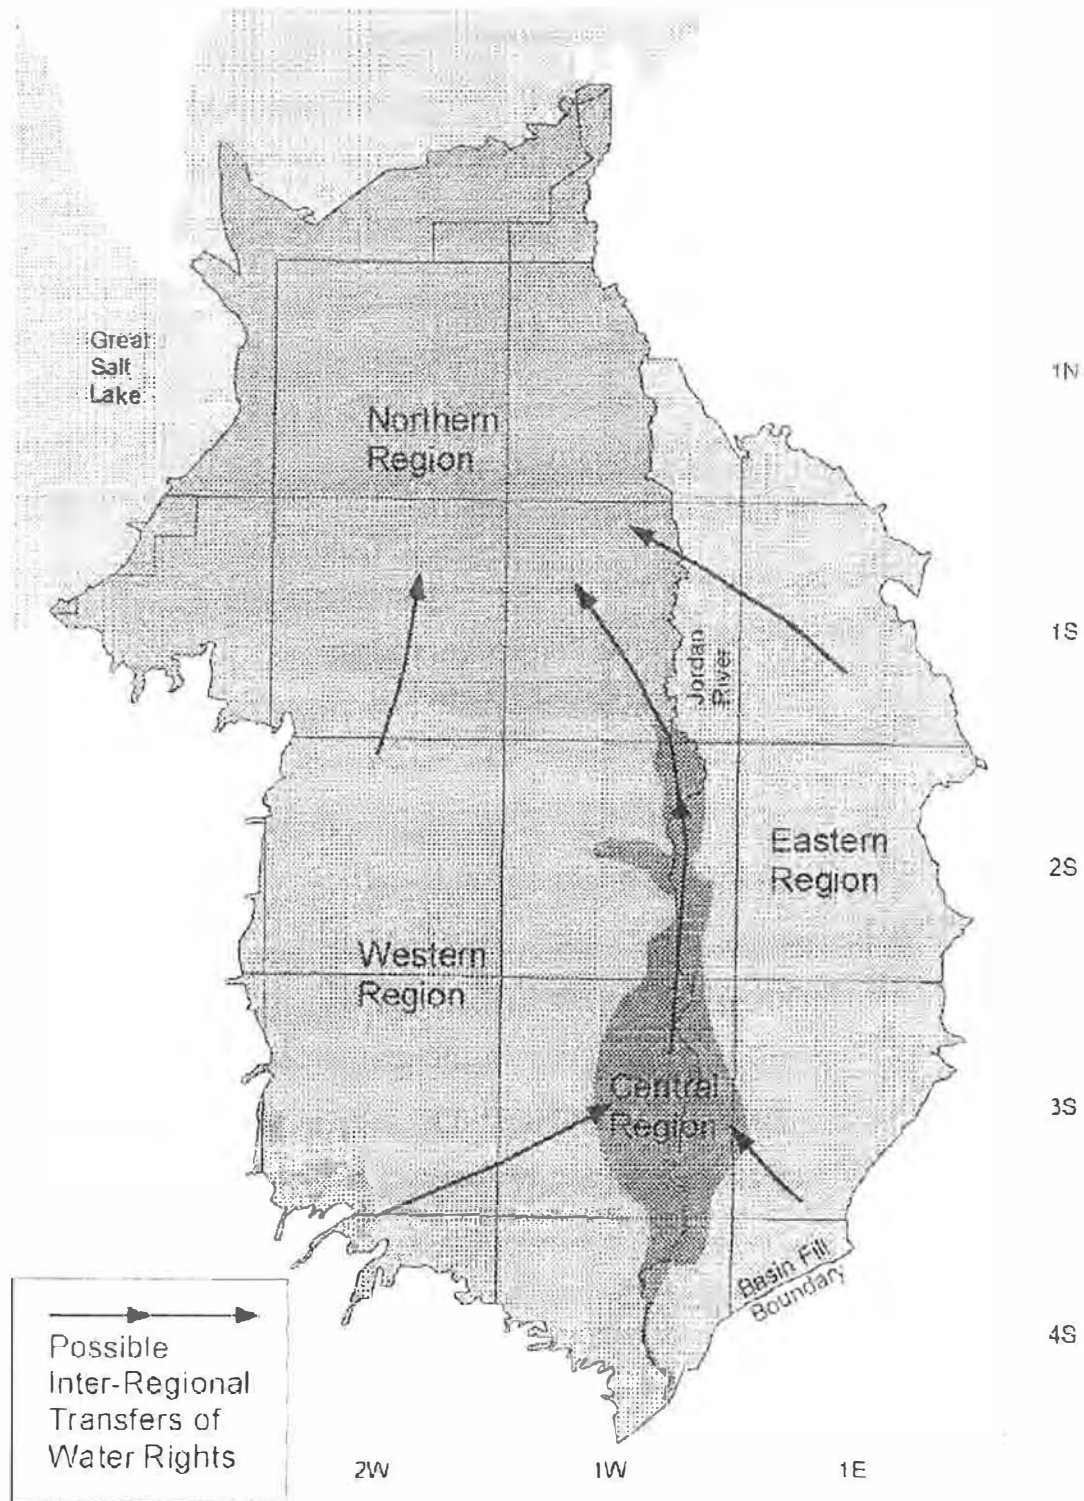 Great
Salt
Lake
1N
Northern
Region
1S
Jordan
River
Eastern
Region
2S
Western
Region
Central
Region
3S
Basin Fill
Boundary
4S
Possible
Inter-Regional
Transfers of
Water Rights
2W
1W
1E